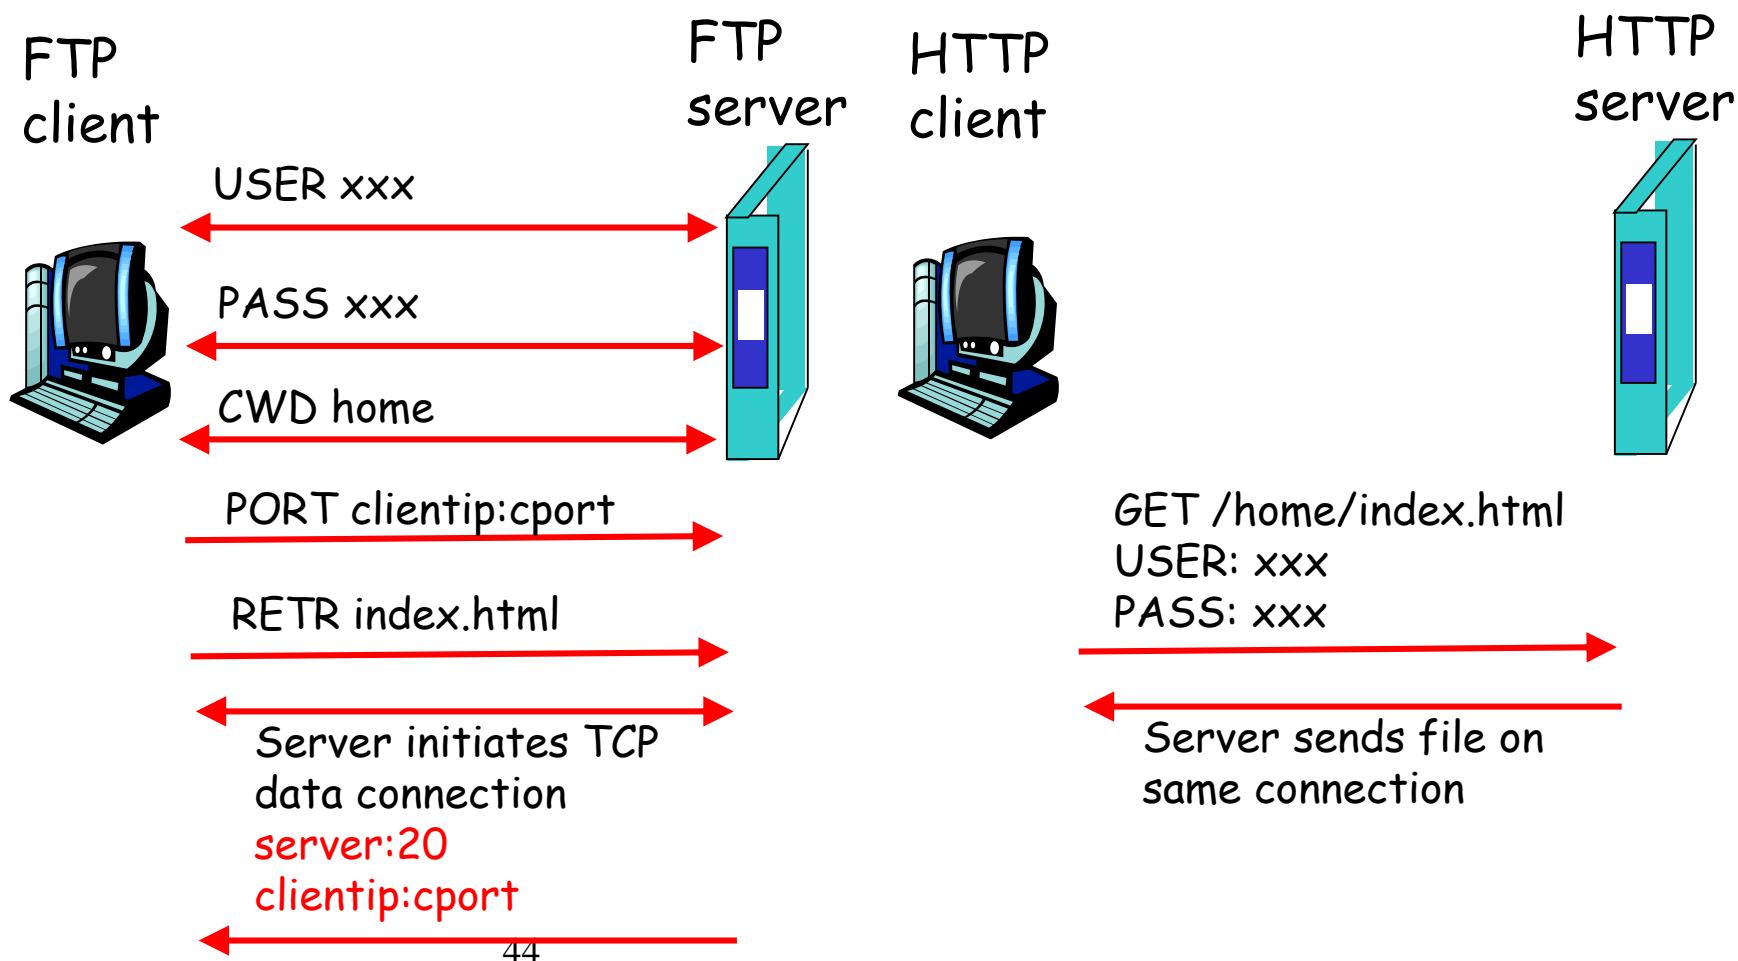 FTP
client
FTP
server
USER xxx
PASS xxx
CWD home
PORT clientip:cport
RETR index.html
Server initiates TCP
data connection
server:20
clientip:cport
44
HTTP
client
HTTP
server
GET /home/index.html
USER: xxx
PASS: xxx
Server sends file on
same connection